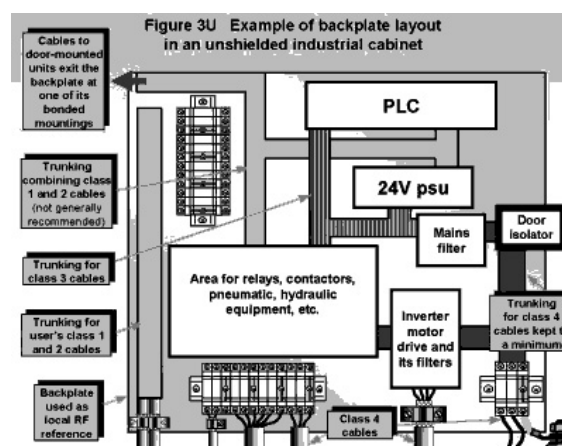 Figure 3U Example of backplate layout
in an unshielded industrial cabinet
Cables to
door-mounted
units exit the
backplate at
one of its
bonded
mountings
PLC
Trunking
combining class
1 and 2 cables
(not generally
recommended)
24V psu
Mains
filter
Door
isolator
Trunking for
class 3 cables
Area for relays, contactors,
pneumatic, hydraulic
equipment, etc.
Inverter
motor
drive and
its filters
Trunking
for class 4
cables kept t
a minimum
Trunking for
user's class 1
and 2 cables
Backplate
used as
local RF
reference
Class 4
cables